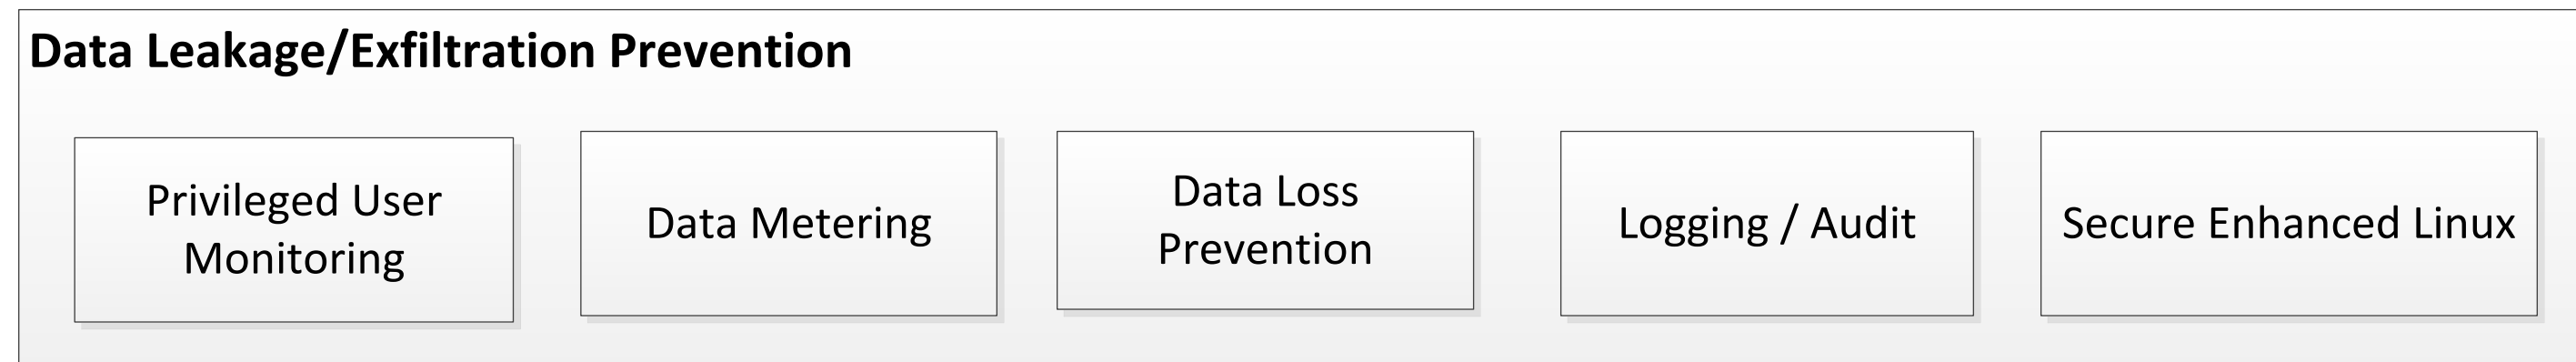 Data Leakage/Exfiltration Prevention
Privileged User
Monitoring
Data Metering
Data Loss
Prevention
Logging / Audit
Secure Enhanced Linux